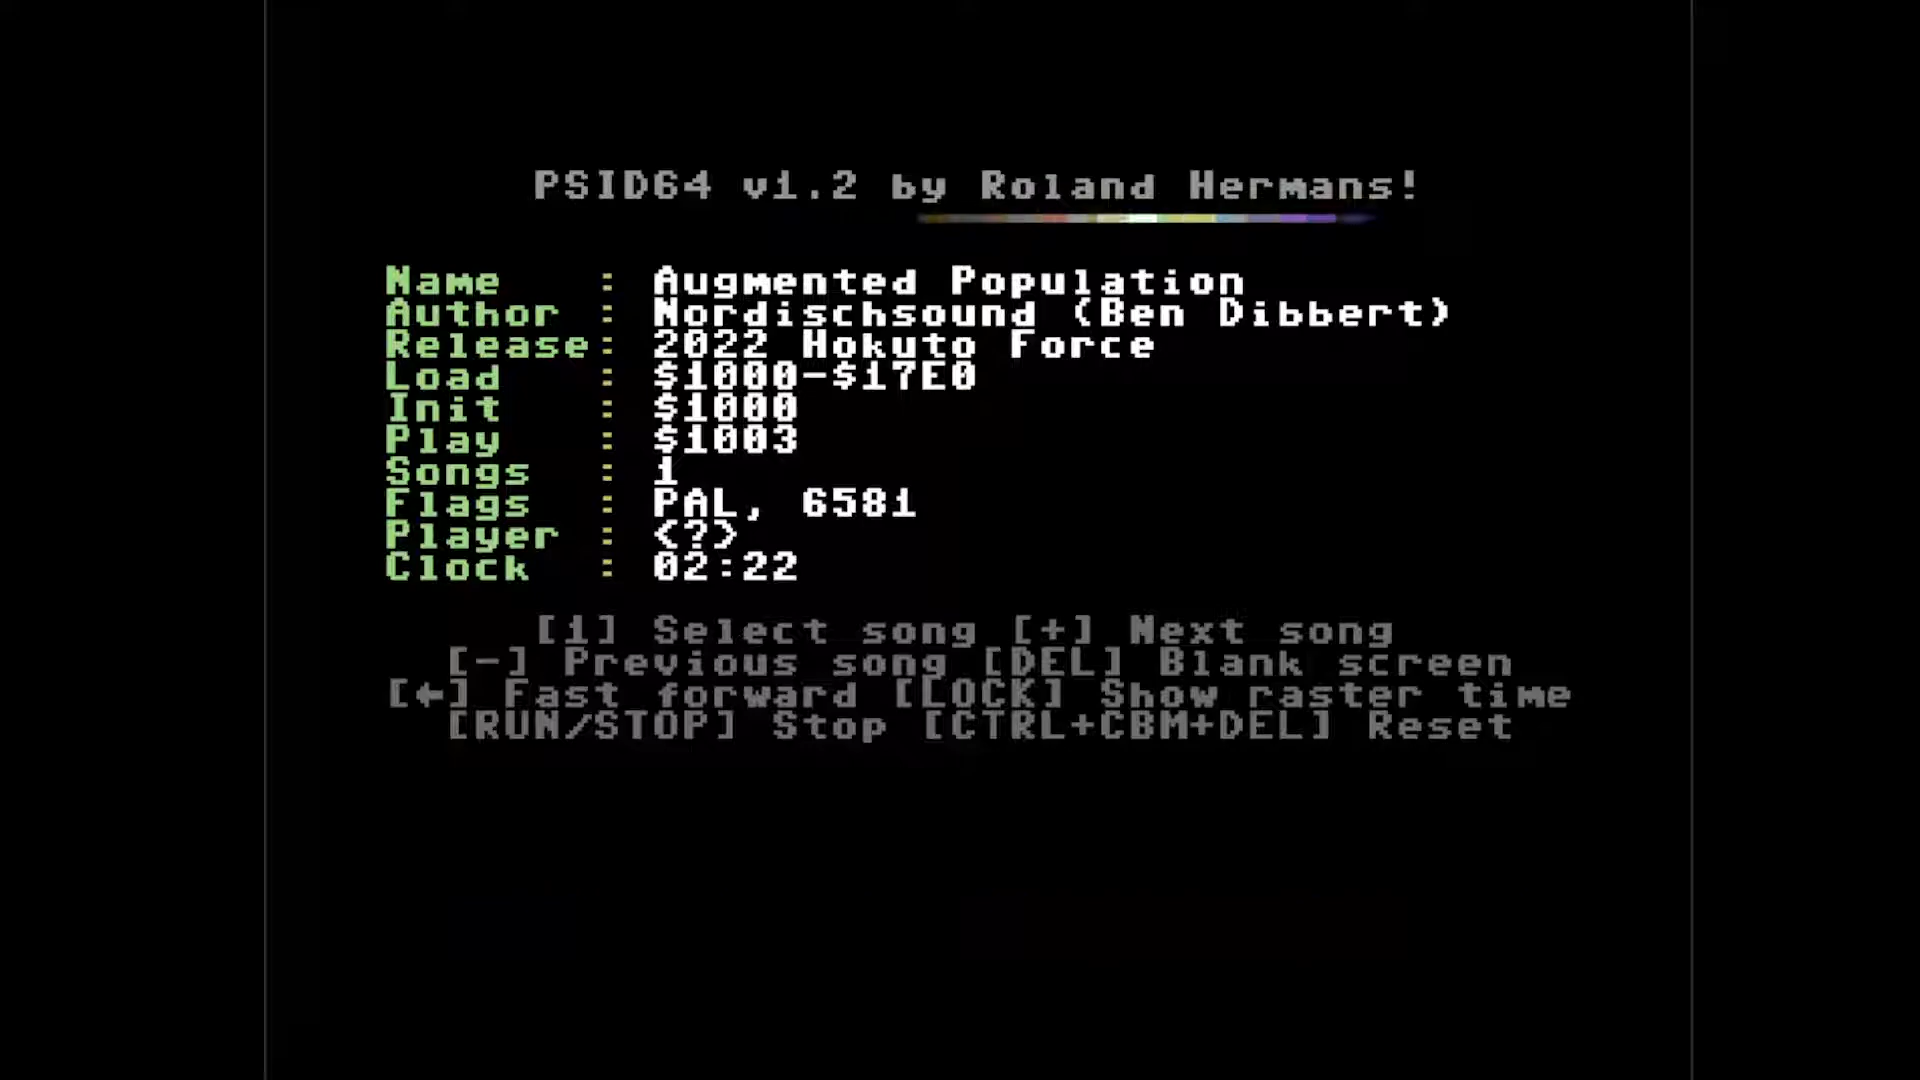 PSID64 v1.2 by Roland Hermans!
Name : Augmented Population
Author : Nordischsound (Ben Dibbert)
Release: 2022 Hokuto Force
Load : $1000-$17E0
Init : $1000
Play : $1003
Songs : 1
Flags : PAL, 6581
Player : <?>
Clock : 02:22
[1] Select song [+] Next song
[-] Previous song [DEL] Blank screen
[←] Fast forward [LOCK] Show raster time
[RUN/STOP] Stop [CTRL+CBM+DEL] Reset